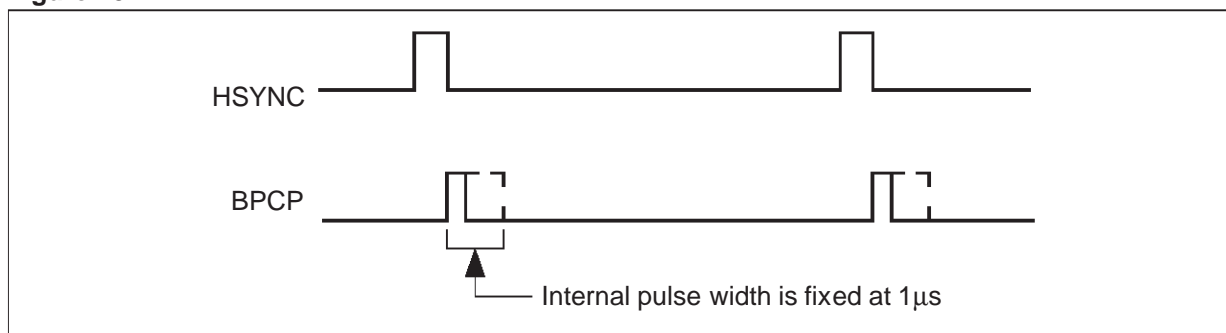 HSYNC
BPCP
Internal pulse width is fixed at 1μs